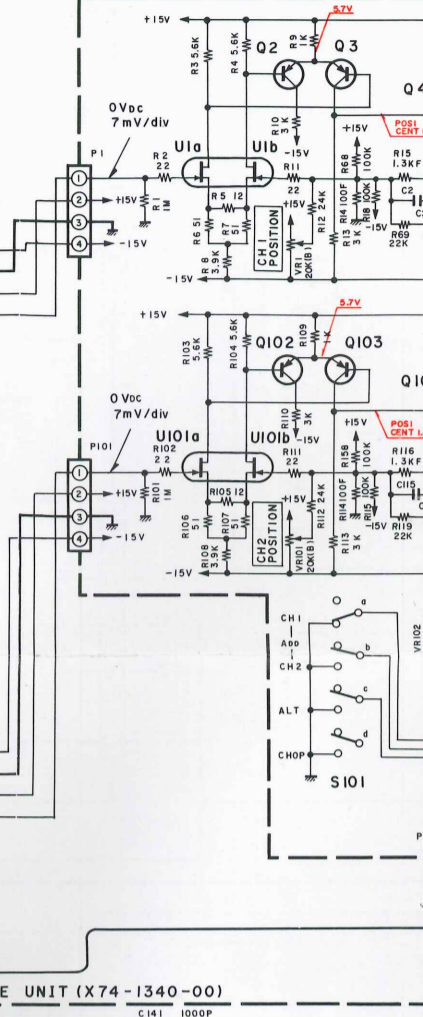 +15V
5.7V
R3 5.6K
R4 5.6K
R9 1K
Q2
Q3
Q4
0VDC
7mV/div
R10 3K
-15V
POSI
CENT 1.
P1
R2
22
U1a
U1b
R11
22
+15V
R68 100K
R15
1.3KF
1
2
+15V
3
4
-15V
R1 1M
R5 12
R6 51
R7 51
R8 3.9K
-15V
+15V
CH1
POSITION
VR1
20K(B)
R12 24K
R14 100F
R13 3K
R18 100K
-15V
C2
R69
22K
+15V
5.7V
R103
5.6K
R104 5.6K
R109 1K
Q102
Q103
Q10
0VDC
7mV/div
R110 3K
-15V
POSI
CENT 1.
P101
R102
22
U101a
U101b
R111
22
+15V
R158 100K
R116
1.3KF
1
2
+15V
3
4
-15V
R101 1M
R105 12
R106 51
R107 51
R108 3.9K
-15V
+15V
CH2
POSITION
VR101
20K(B)
R112 24K
R114 100F
R113 3K
R115 100K
-15V
C115
R119
22K
CH1
ADD
CH2
ALT
CHOP
a
b
c
d
S101
VR102
P
E UNIT (X74-1340-00)
C141 1000P